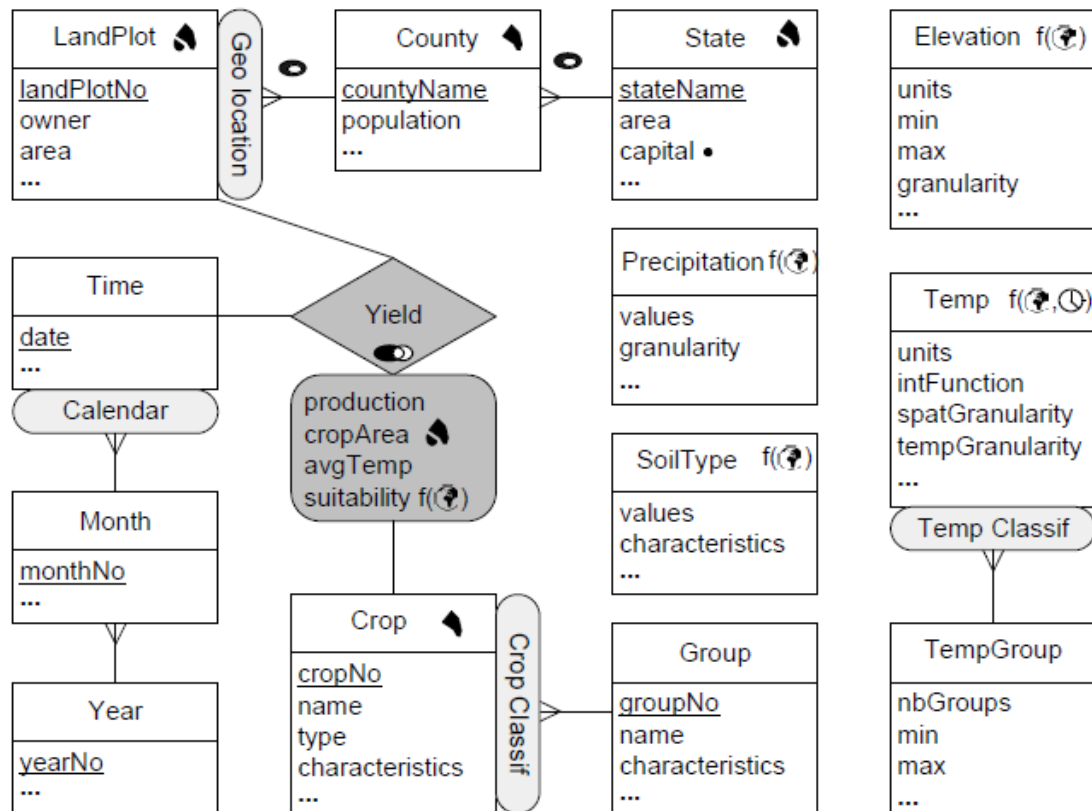 LandPlot
landPlotNo
owner
area
...
Geo location
County
countyName
population
...
State
stateName
area
capital •
...
Elevation f( )
units
min
max
granularity
...
Time
date
...
Calendar
Month
monthNo
...
Year
yearNo
...
Yield
production
cropArea
avgTemp
suitability f( )
Crop
cropNo
name
type
characteristics
...
Crop Classif
Precipitation f( )
values
granularity
...
SoilType f( )
values
characteristics
...
Group
groupNo
name
characteristics
...
Temp f( , )
units
intFunction
spatGranularity
tempGranularity
...
Temp Classif
TempGroup
nbGroups
min
max
...